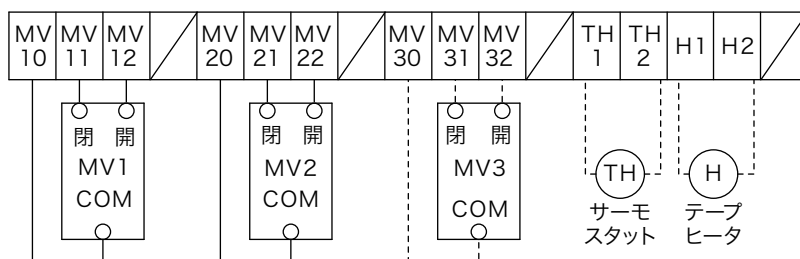 MV 10
MV 11
MV 12
MV 20
MV 21
MV 22
MV 30
MV 31
MV 32
TH 1
TH 2
H1
H2
閉 開
MV1
COM
閉 開
MV2
COM
閉 開
MV3
COM
TH
サーモ
スタット
H
テープ
ヒータ